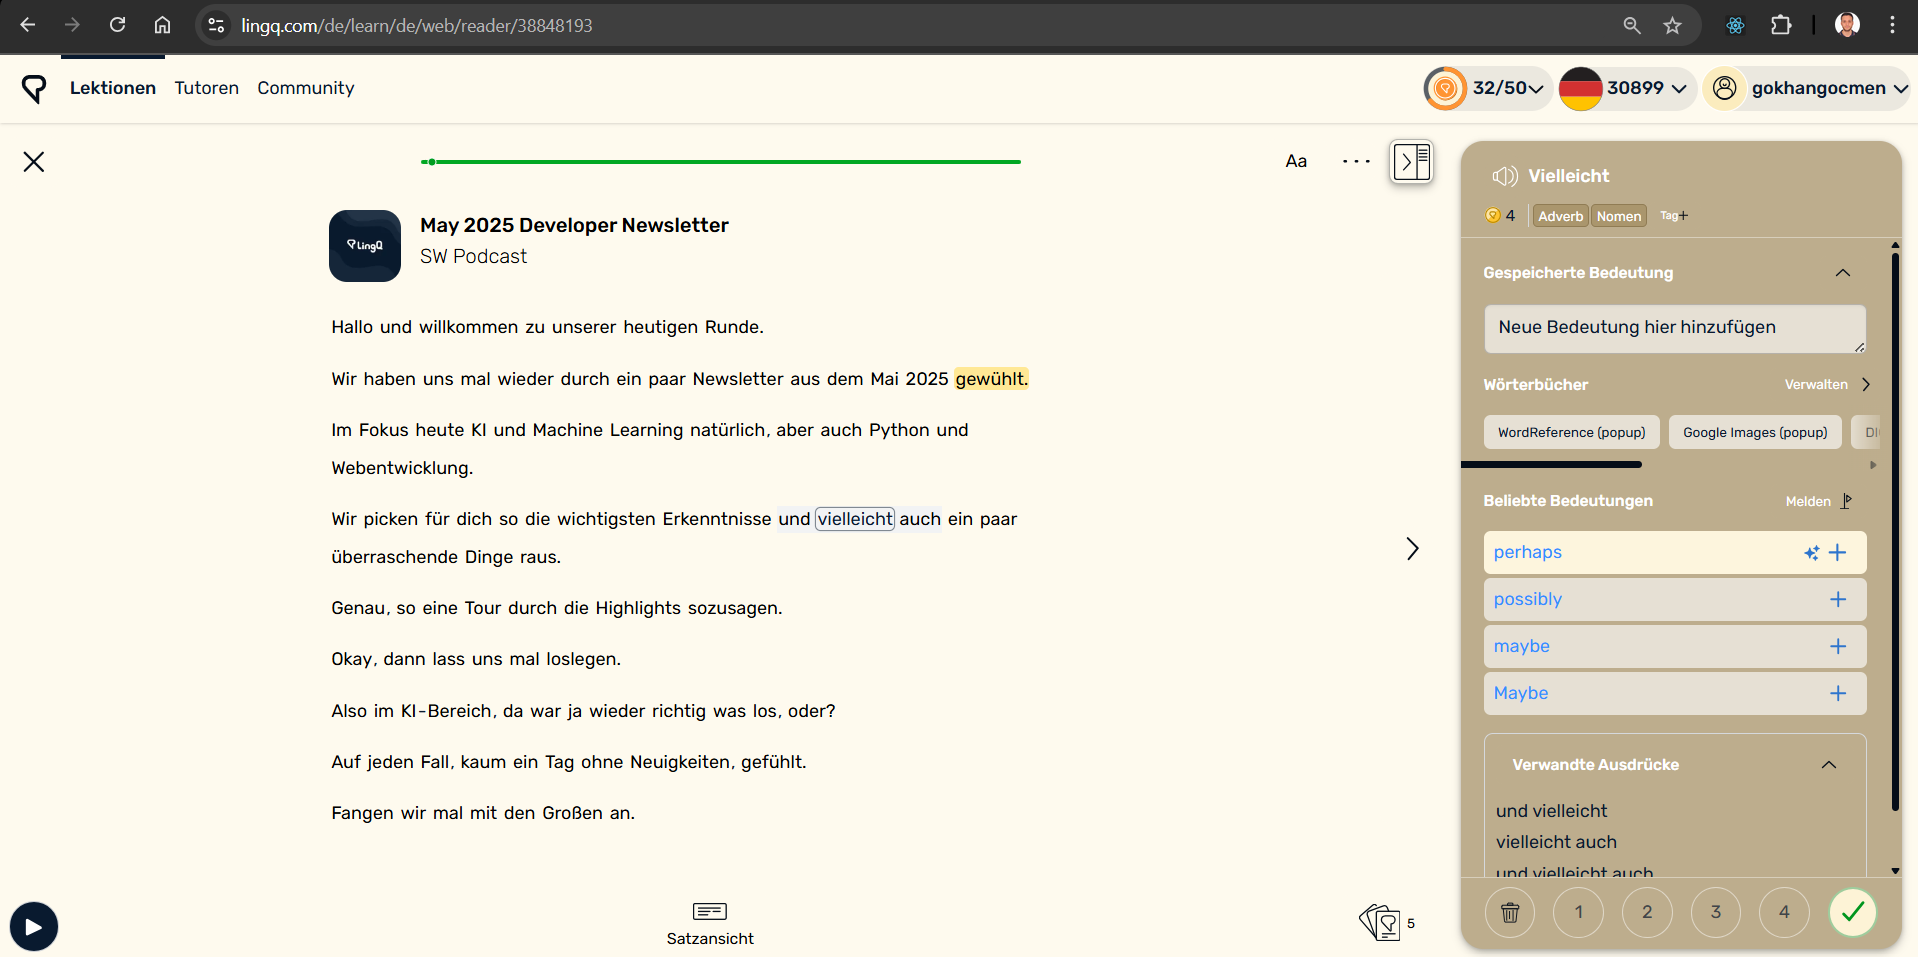 lingq.com/de/learn/de/web/reader/38848193
Lektionen Tutoren Community
32/50 30899 gokhangocmen
Aa
LingQ
May 2025 Developer Newsletter
SW Podcast
Hallo und willkommen zu unserer heutigen Runde.
Wir haben uns mal wieder durch ein paar Newsletter aus dem Mai 2025 gewühlt.
Im Fokus heute KI und Machine Learning natürlich, aber auch Python und
Webentwicklung.
Wir picken für dich so die wichtigsten Erkenntnisse und vielleicht auch ein paar
überraschende Dinge raus.
Genau, so eine Tour durch die Highlights sozusagen.
Okay, dann lass uns mal loslegen.
Also im KI-Bereich, da war ja wieder richtig was los, oder?
Auf jeden Fall, kaum ein Tag ohne Neuigkeiten, gefühlt.
Fangen wir mal mit den Großen an.
Satzansicht
5
Vielleicht
4 Adverb Nomen Tag+
Gespeicherte Bedeutung
Neue Bedeutung hier hinzufügen
Wörterbücher Verwalten
WordReference (popup) Google Images (popup)
Beliebte Bedeutungen Melden
perhaps
possibly
maybe
Maybe
Verwandte Ausdrücke
und vielleicht
vielleicht auch
und vielleicht auch
1 2 3 4